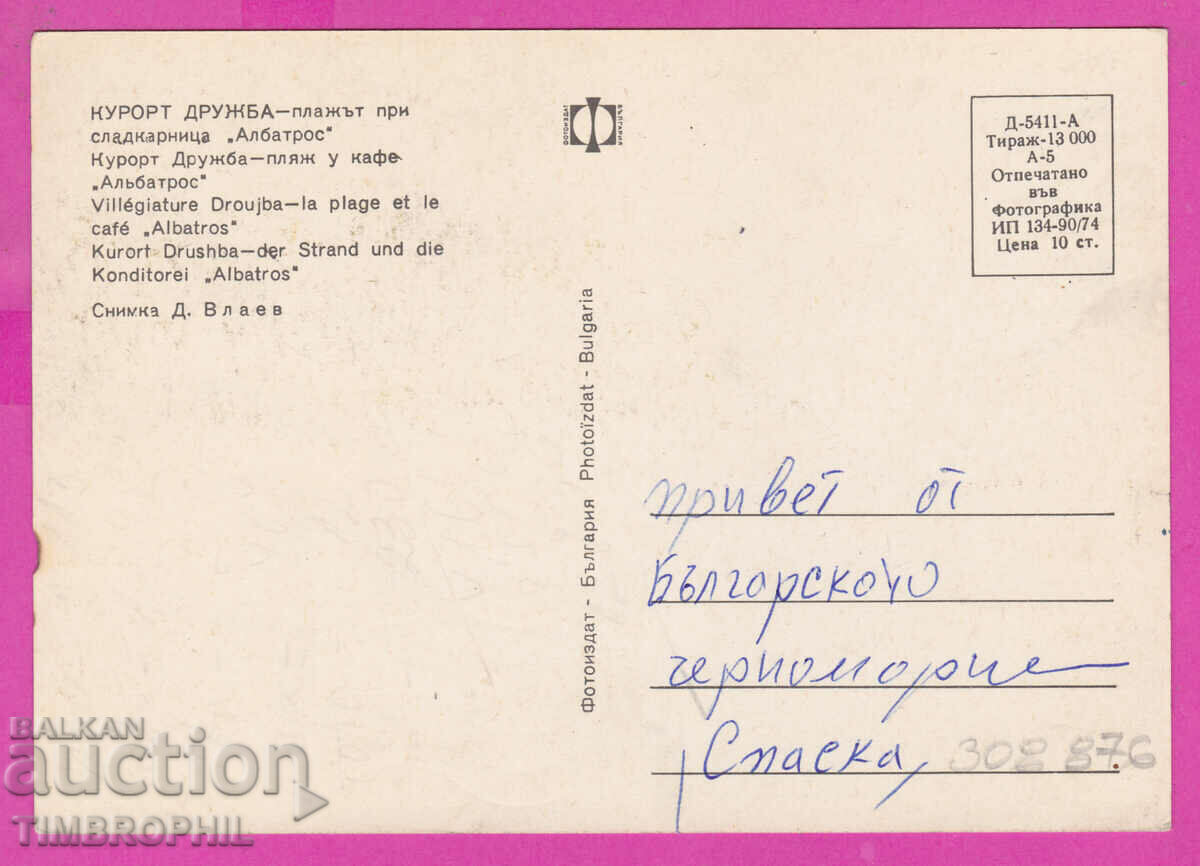 КУРОРТ ДРУЖБА—плажът при
сладкарница „Албатрос"
Курорт Дружба—пляж у кафе
„Альбатрос"
Villégiature Droujba—la plage et le
café „Albatros"
Kurort Drushba—der Strand und die
Konditorei „Albatros"
Снимка Д. Влаев
ФОТОИЗДАТ
БЪЛГАРИЯ
Фотоиздат - България Photoïzdat - Bulgaria
Д-5411-А
Тираж-13 000
А-5
Отпечатано
във
Фотографика
ИП 134-90/74
Цена 10 ст.
привет от
Българското
черноморие
Спаска,
302 876
BALKAN
auction
TIMBROPHIL